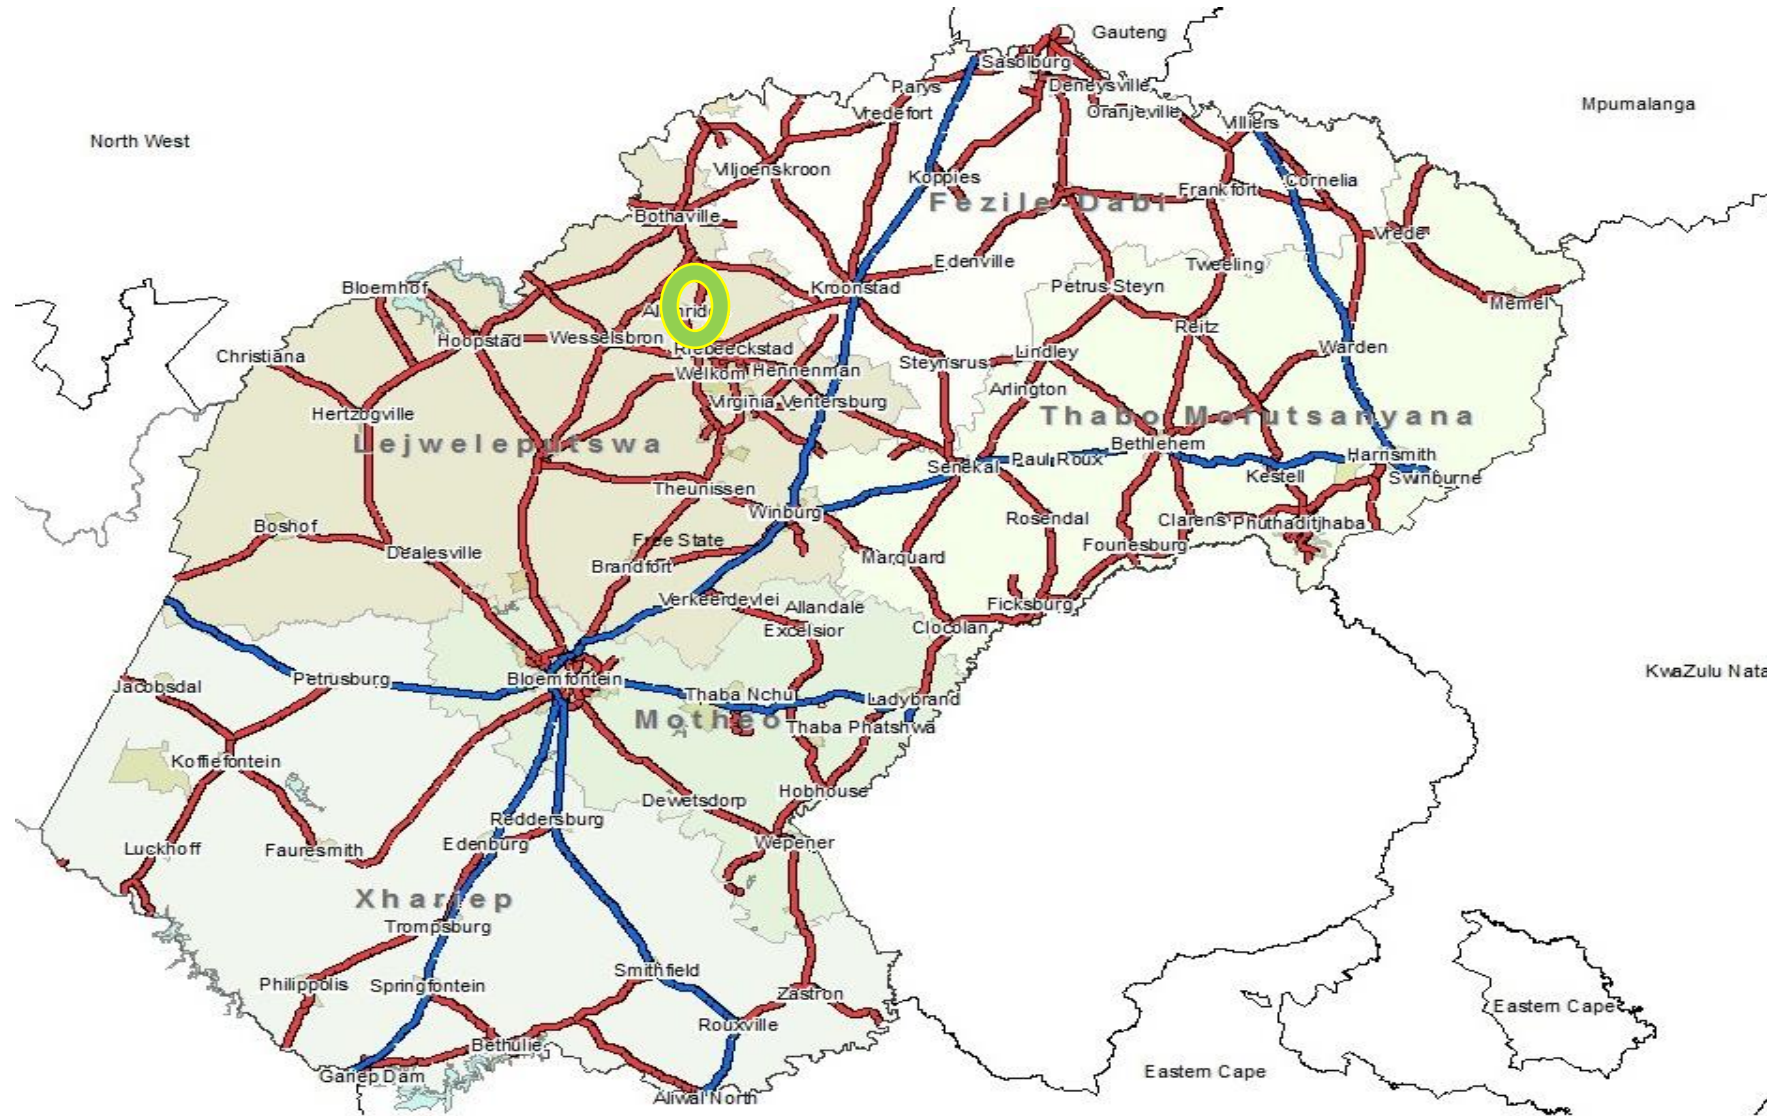 Gauteng
Sasolburg
Parys
Deneysville
Mpumalanga
Vredefort
Oranjeville
Villiers
North West
Viljoenskroon
Koppies
Frankfort
Cornelia
Fezile Dabi
Bothaville
Vrede
Edenville
Tweeling
Bloemhof
Kroonstad
Petrus Steyn
Memel
Hoopstad
Wesselsbron
Reitz
Riebeeckstad
Lindley
Warden
Christiana
Steynsrus
Welkom
Hennenman
Arlington
Virginia
Ventersburg
Hertzogville
Thabo Mofutsanyana
Lejweleputswa
Bethlehem
Harrismith
Senekal
Paul Roux
Kestell
Swinburne
Theunissen
Winburg
Rosendal
Clarens
Phuthaditjhaba
Boshof
Free State
Dealesville
Marquard
Fouriesburg
Brandfort
Verkeerdevlei
Allandale
Ficksburg
Excelsior
Clocolan
KwaZulu Nata
Petrusburg
Bloemfontein
Jacobsdal
Thaba Nchu
Ladybrand
Motheo
Thaba Phatshwa
Koffiefontein
Hobhouse
Dewetsdorp
Reddersburg
Luckhoff
Fauresmith
Edenburg
Wepener
Xhariep
Trompsburg
Smithfield
Philippolis
Springfontein
Zastron
Eastern Cape
Rouxville
Bethulie
Gariep Dam
Eastern Cape
Aliwal North